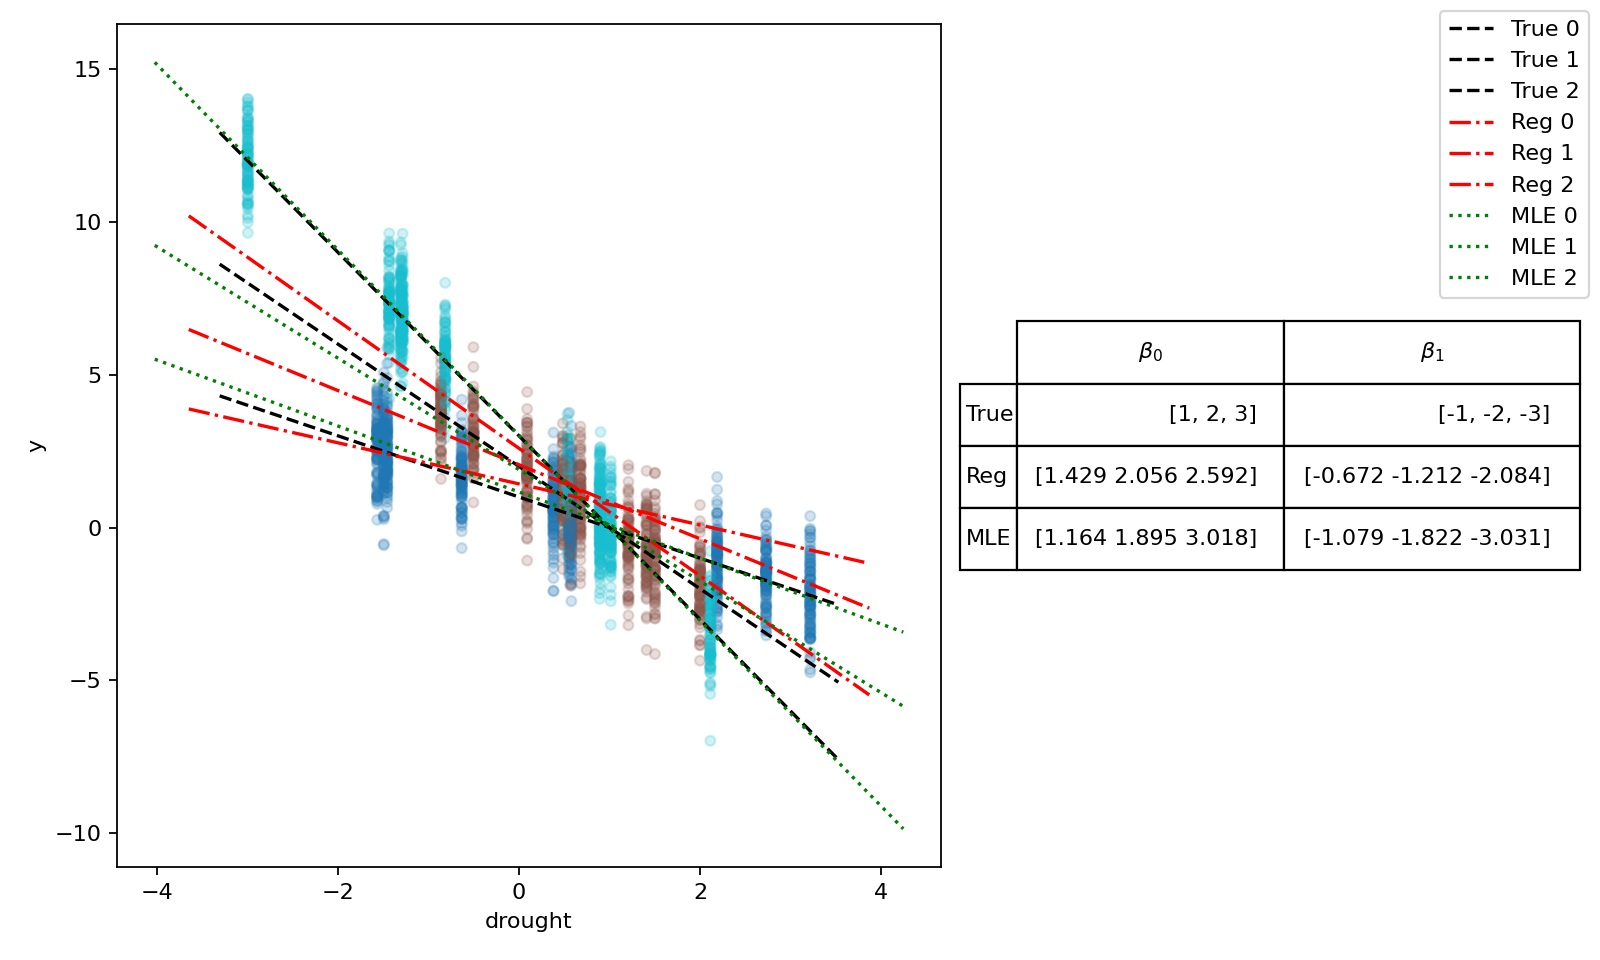 15
10
5
0
−5
−10
−4 −2 0 2 4
drought
y
True 0
True 1
True 2
Reg 0
Reg 1
Reg 2
MLE 0
MLE 1
MLE 2
β₀ β₁
True [1, 2, 3] [-1, -2, -3]
Reg [1.429 2.056 2.592] [-0.672 -1.212 -2.084]
MLE [1.164 1.895 3.018] [-1.079 -1.822 -3.031]